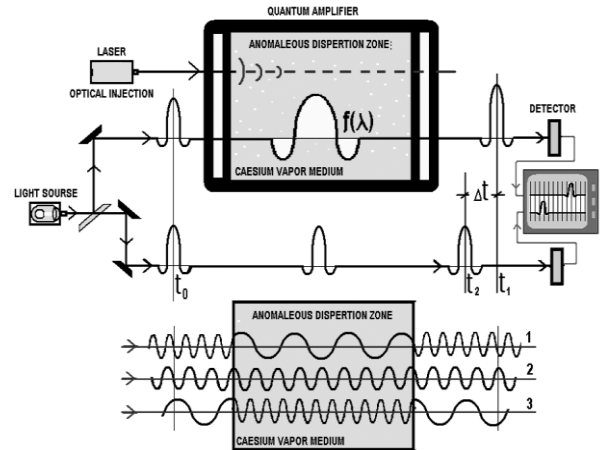 QUANTUM AMPLIFIER
ANOMALEOUS DISPERTION ZONE;
LASER
OPTICAL INJECTION
DETECTOR
f(λ)
CAESIUM VAPOR MEDIUM
LIGHT SOURSE
Δt
t₀
t₂
t₁
ANOMALEOUS DISPERTION ZONE
1
2
3
CAESIUM VAPOR MEDIUM